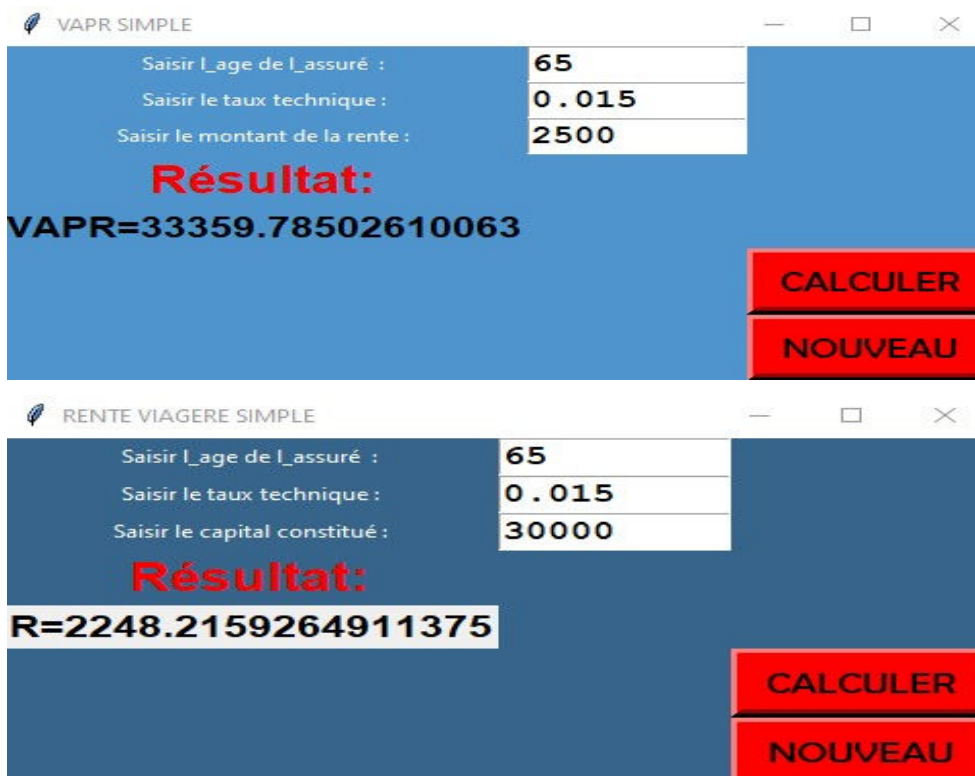 VAPR SIMPLE
Saisir l_age de l_assuré : 65
Saisir le taux technique : 0.015
Saisir le montant de la rente : 2500
Résultat:
VAPR=33359.78502610063
CALCULER
NOUVEAU
RENTE VIAGERE SIMPLE
Saisir l_age de l_assuré : 65
Saisir le taux technique : 0.015
Saisir le capital constitué : 30000
Résultat:
R=2248.2159264911375
CALCULER
NOUVEAU